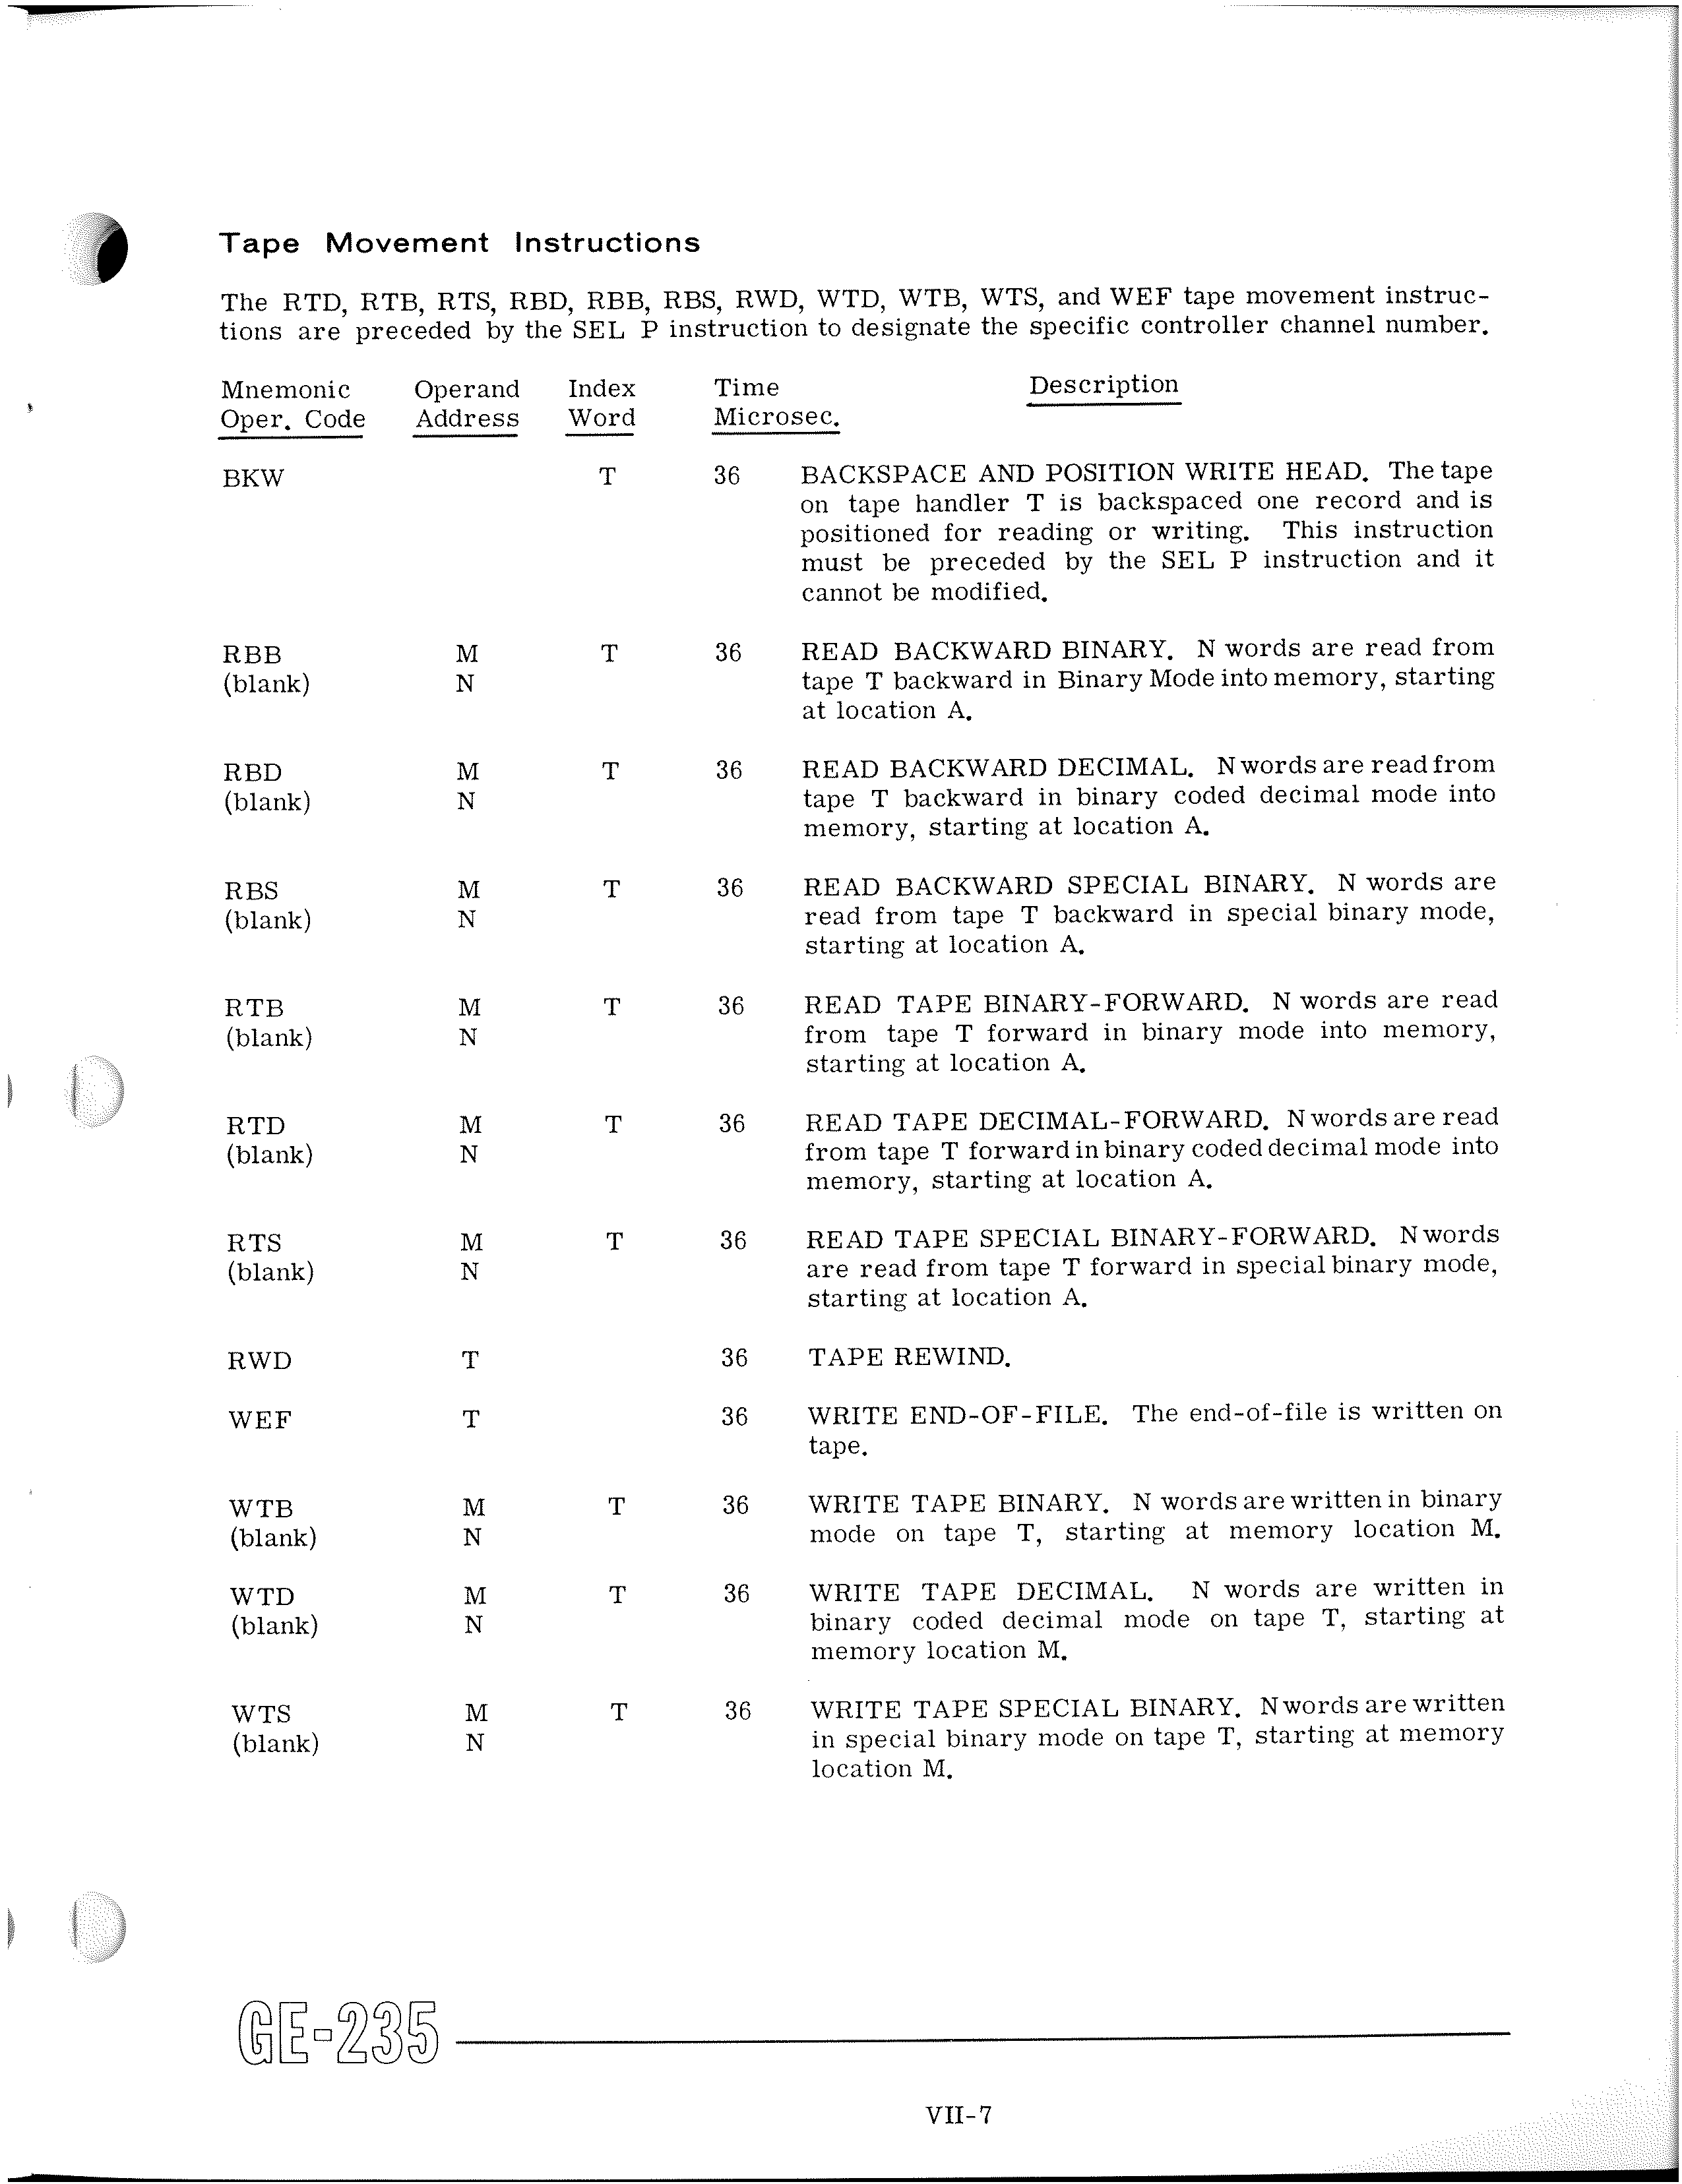 Tape Movement Instructions
The RTD, RTB, RTS, RBD, RBB, RBS, RWD, WTD, WTB, WTS, and WEF tape movement instruc-
tions are preceded by the SEL P instruction to designate the specific controller channel number.
Mnemonic Operand Index Time Description
Oper. Code Address Word Microsec.
BKW T 36 BACKSPACE AND POSITION WRITE HEAD. The tape
on tape handler T is backspaced one record and is
positioned for reading or writing. This instruction
must be preceded by the SEL P instruction and it
cannot be modified.
RBB M T 36 READ BACKWARD BINARY. N words are read from
(blank) N tape T backward in Binary Mode into memory, starting
at location A.
RBD M T 36 READ BACKWARD DECIMAL. N words are read from
(blank) N tape T backward in binary coded decimal mode into
memory, starting at location A.
RBS M T 36 READ BACKWARD SPECIAL BINARY. N words are
(blank) N read from tape T backward in special binary mode,
starting at location A.
RTB M T 36 READ TAPE BINARY-FORWARD. N words are read
(blank) N from tape T forward in binary mode into memory,
starting at location A.
RTD M T 36 READ TAPE DECIMAL-FORWARD. N words are read
(blank) N from tape T forward in binary coded decimal mode into
memory, starting at location A.
RTS M T 36 READ TAPE SPECIAL BINARY-FORWARD. N words
(blank) N are read from tape T forward in special binary mode,
starting at location A.
RWD T 36 TAPE REWIND.
WEF T 36 WRITE END-OF-FILE. The end-of-file is written on
tape.
WTB M T 36 WRITE TAPE BINARY. N words are written in binary
(blank) N mode on tape T, starting at memory location M.
WTD M T 36 WRITE TAPE DECIMAL. N words are written in
(blank) N binary coded decimal mode on tape T, starting at
memory location M.
WTS M T 36 WRITE TAPE SPECIAL BINARY. N words are written
(blank) N in special binary mode on tape T, starting at memory
location M.
GE-235
VII-7